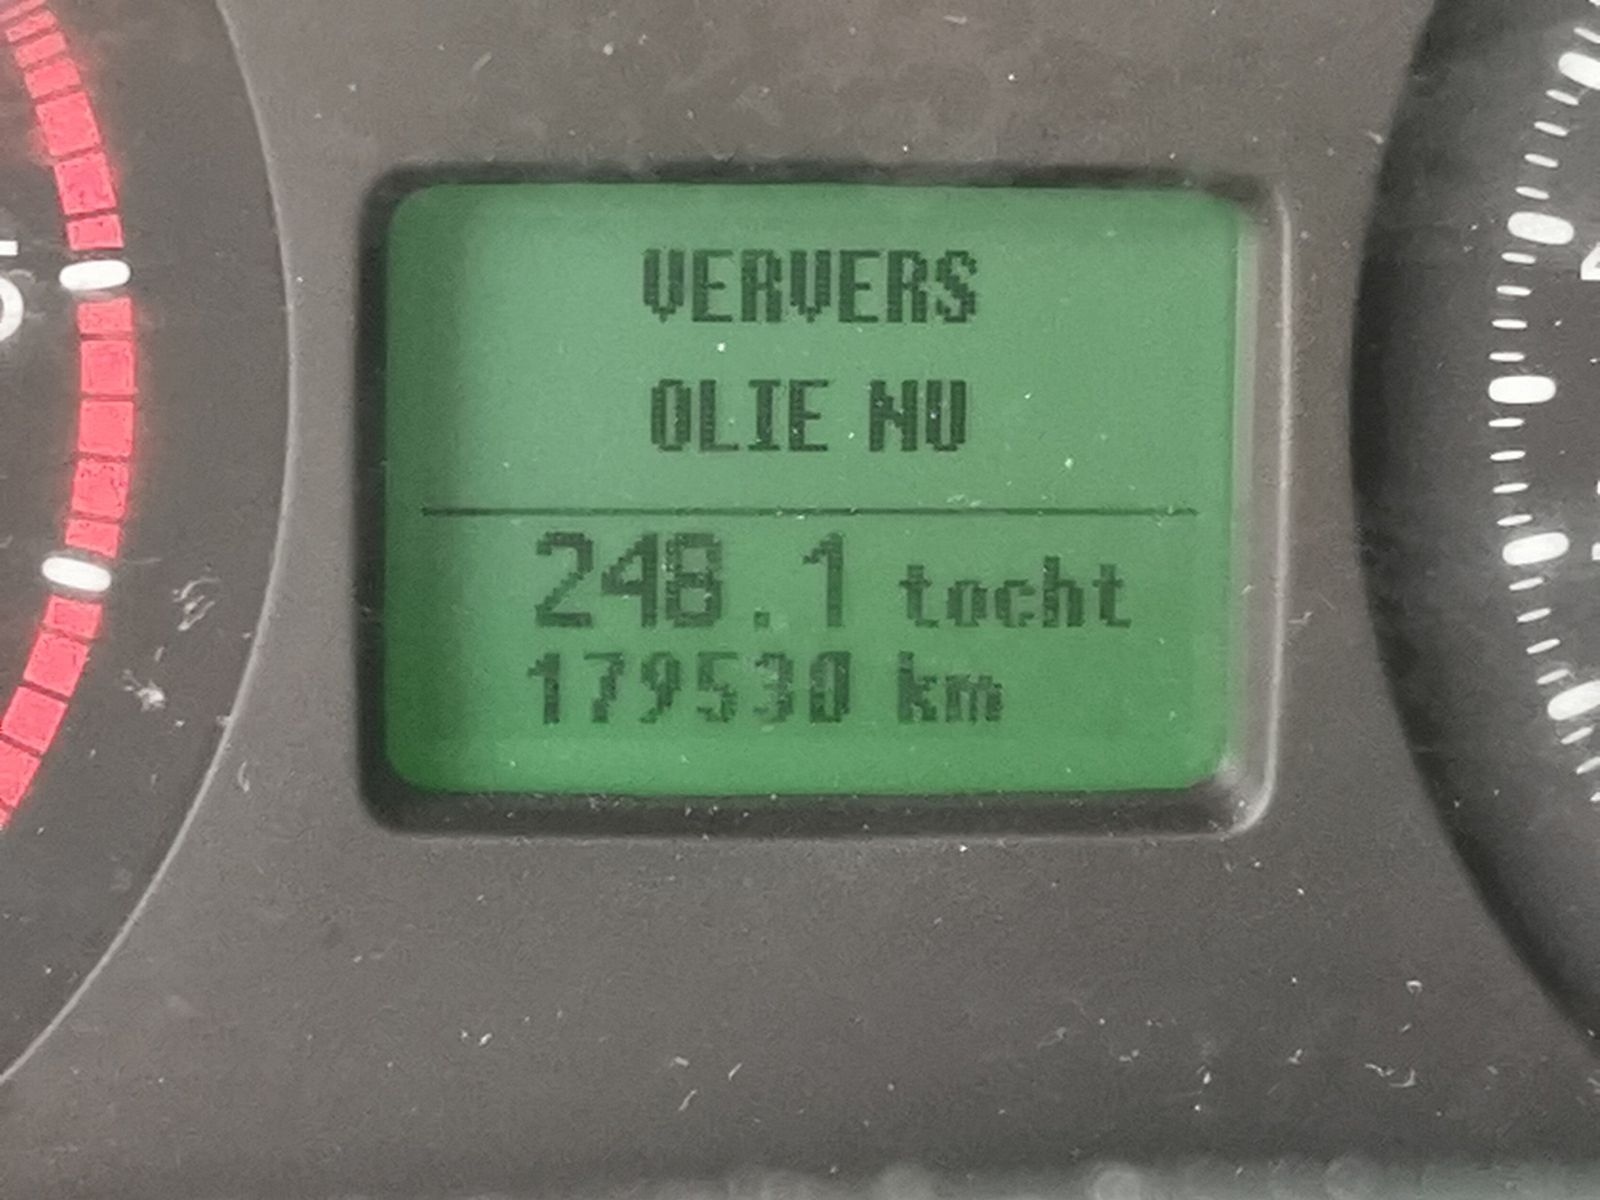 VERVERS
OLIE NU
248.1 tocht
179530 km